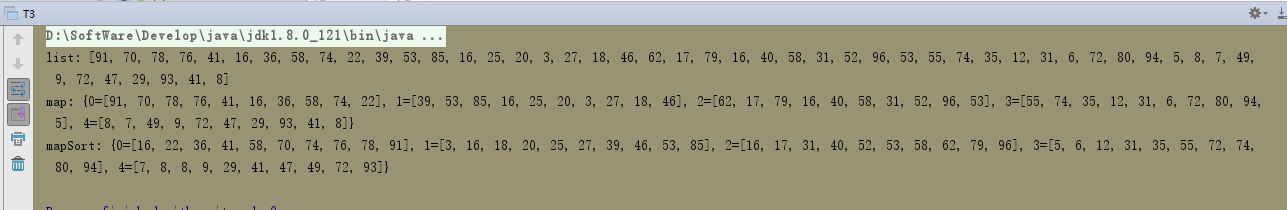 T3
D:\SoftWare\Develop\java\jdk1.8.0_121\bin\java ...
list: [91, 70, 78, 76, 41, 16, 36, 58, 74, 22, 39, 53, 85, 16, 25, 20, 3, 27, 18, 46, 62, 17, 79, 16, 40, 58, 31, 52, 96, 53, 55, 74, 35, 12, 31, 6, 72, 80, 94, 5, 8, 7, 49,
9, 72, 47, 29, 93, 41, 8]
map: {0=[91, 70, 78, 76, 41, 16, 36, 58, 74, 22], 1=[39, 53, 85, 16, 25, 20, 3, 27, 18, 46], 2=[62, 17, 79, 16, 40, 58, 31, 52, 96, 53], 3=[55, 74, 35, 12, 31, 6, 72, 80, 94,
5], 4=[8, 7, 49, 9, 72, 47, 29, 93, 41, 8]}
mapSort: {0=[16, 22, 36, 41, 58, 70, 74, 76, 78, 91], 1=[3, 16, 18, 20, 25, 27, 39, 46, 53, 85], 2=[16, 17, 31, 40, 52, 53, 58, 62, 79, 96], 3=[5, 6, 12, 31, 35, 55, 72, 74,
80, 94], 4=[7, 8, 8, 9, 29, 41, 47, 49, 72, 93]}